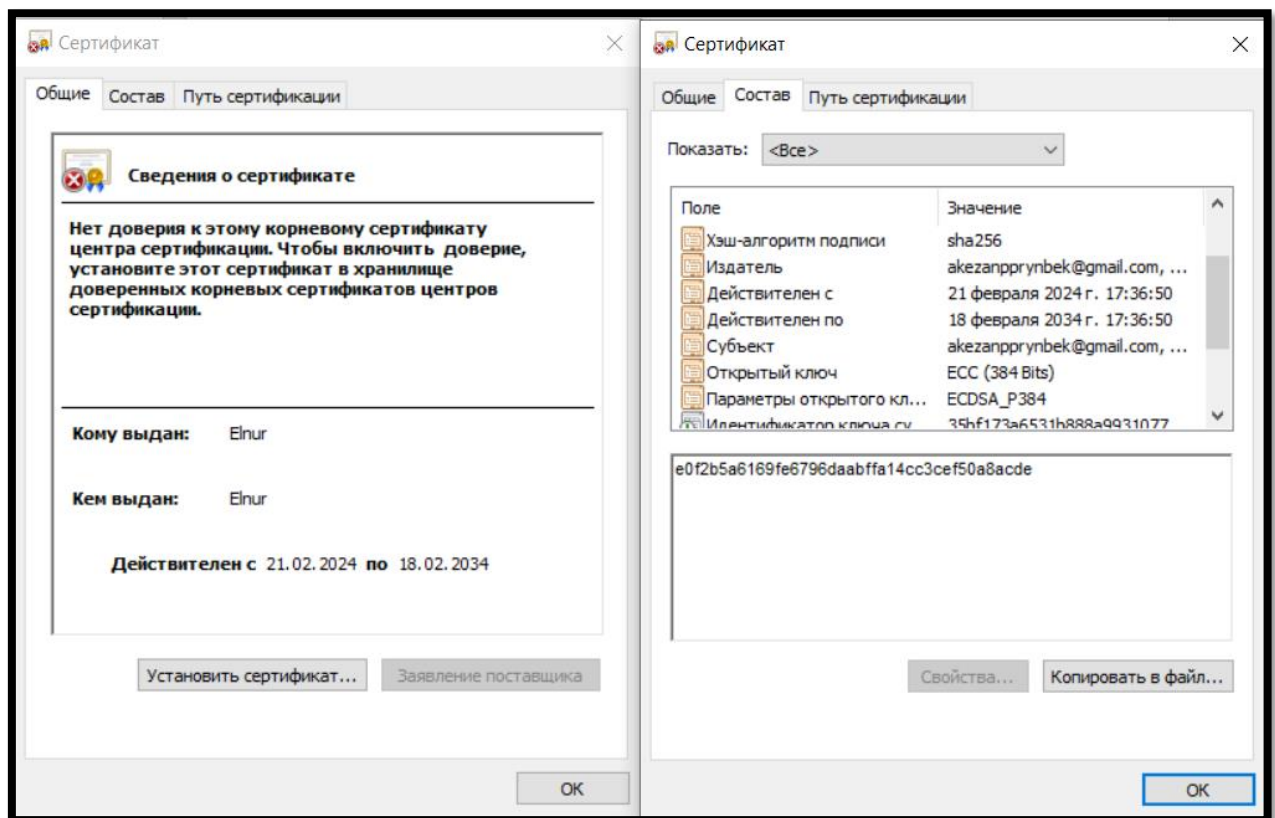 Сертификат
Общие Состав Путь сертификации
Сведения о сертификате
Нет доверия к этому корневому сертификату
центра сертификации. Чтобы включить доверие,
установите этот сертификат в хранилище
доверенных корневых сертификатов центров
сертификации.
Кому выдан: Elnur
Кем выдан: Elnur
Действителен с 21.02.2024 по 18.02.2034
Установить сертификат... Заявление поставщика
OK
Сертификат
Общие Состав Путь сертификации
Показать: <Все>
Поле Значение
Хэш-алгоритм подписи sha256
Издатель akezanpprynbek@gmail.com, ...
Действителен с 21 февраля 2024 г. 17:36:50
Действителен по 18 февраля 2034 г. 17:36:50
Субъект akezanpprynbek@gmail.com, ...
Открытый ключ ECC (384 Bits)
Параметры открытого кл... ECDSA_P384
Идентификатор ключа су 35bf173a6531b888a9931077
e0f2b5a6169fe6796daabffa14cc3cef50a8acde
Свойства... Копировать в файл...
OK